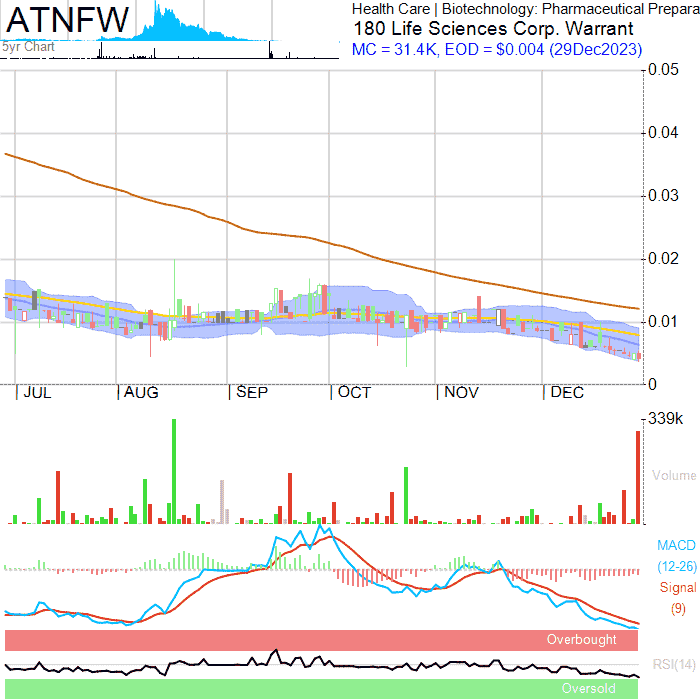 ATNFW
5yr Chart
Health Care | Biotechnology: Pharmaceutical Prepara
180 Life Sciences Corp. Warrant
MC = 31.4K, EOD = $0.004 (29Dec2023)
0.05
0.04
0.03
0.02
0.01
0
|JUL |AUG |SEP |OCT |NOV |DEC
339k
Volume
MACD
(12-26)
Signal
(9)
Overbought
RSI(14)
Oversold